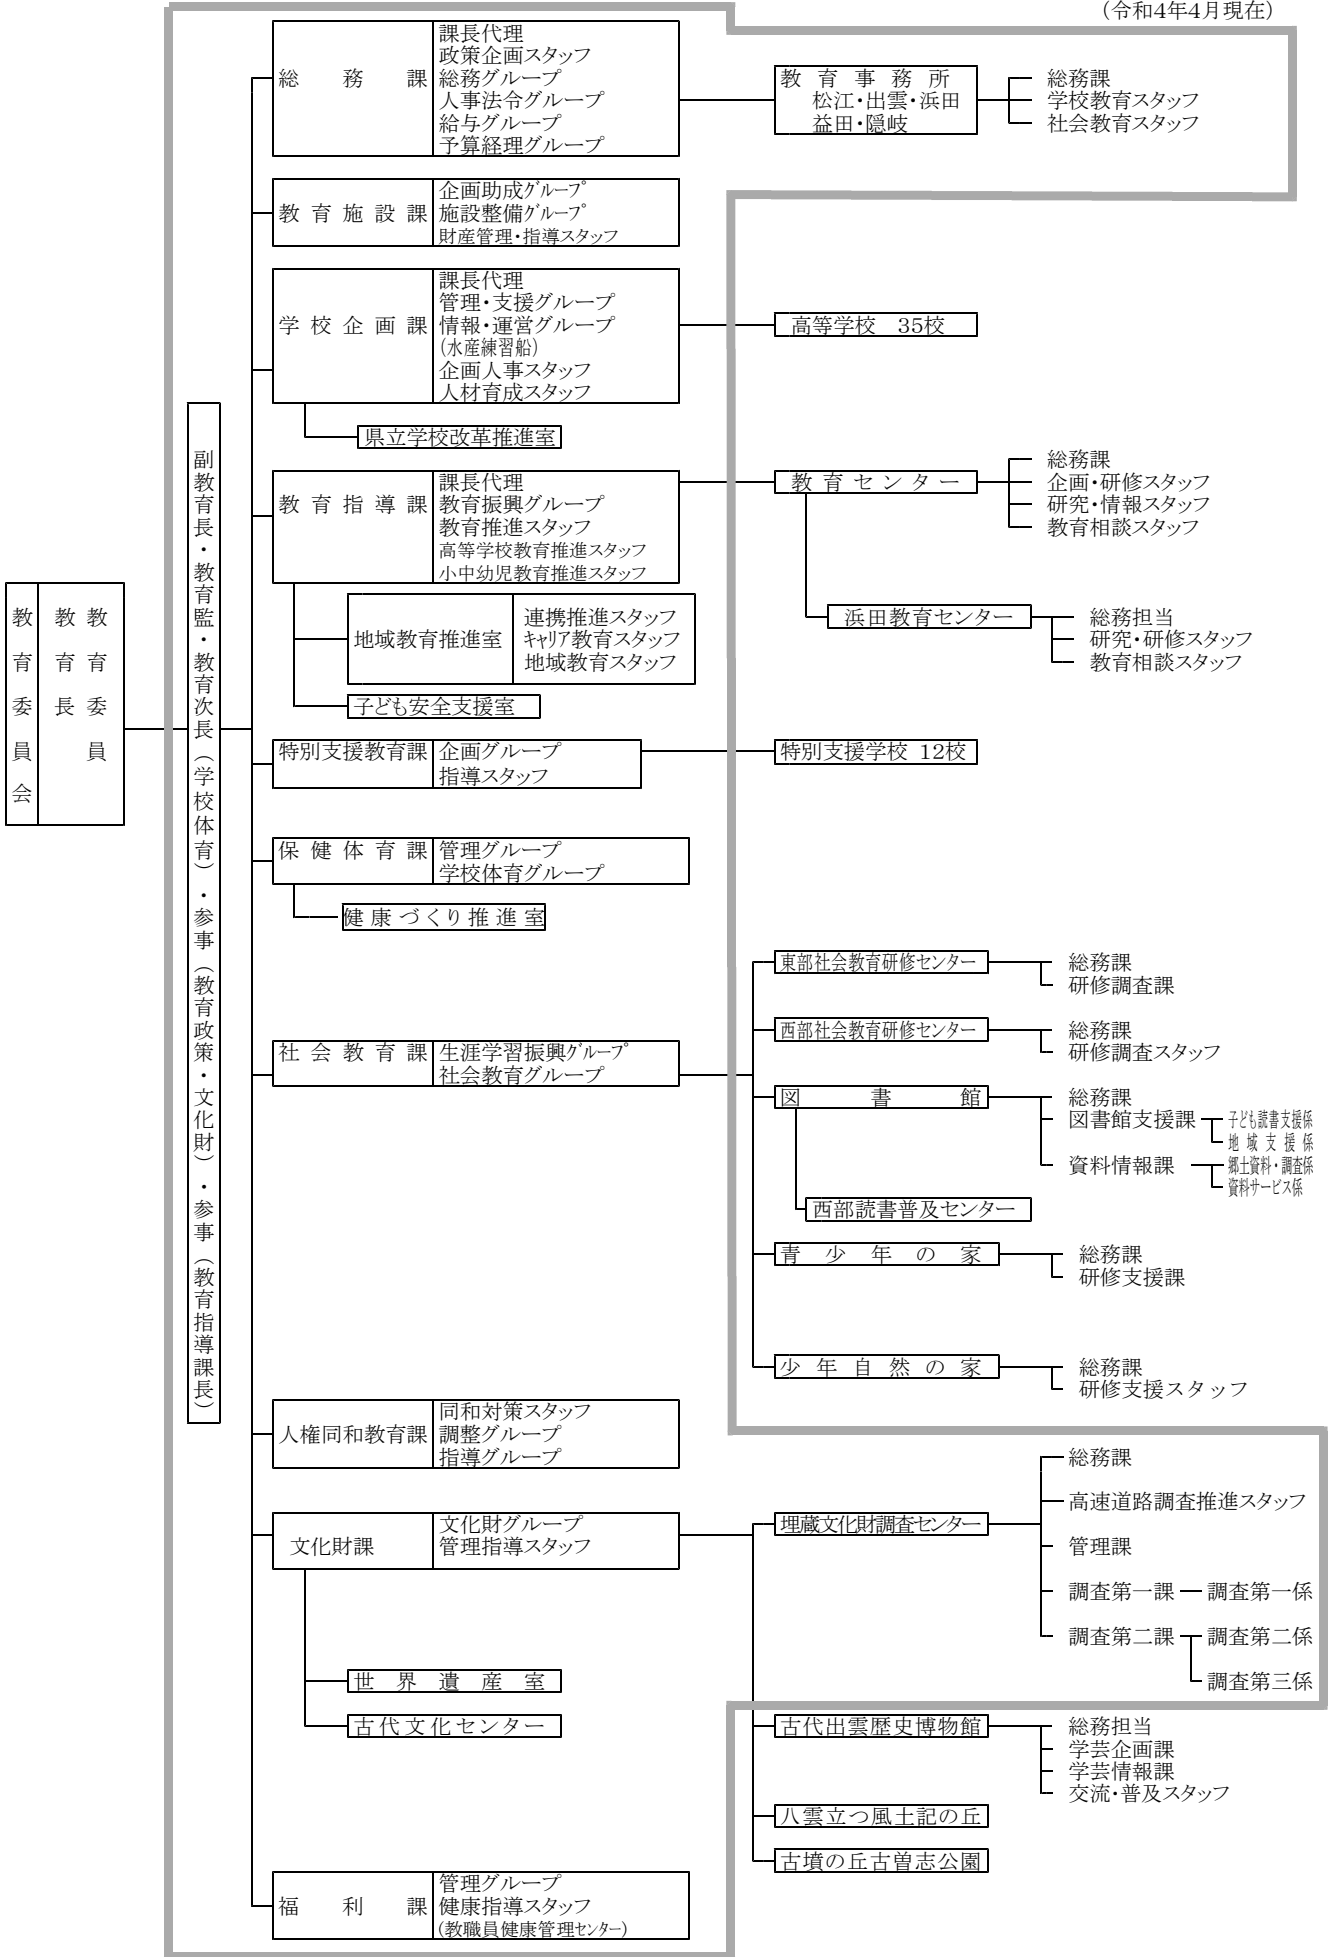 （令和4年4月現在）
教育委員会
教育長
教育委員
副教育長・教育監・教育次長（学校体育）・参事（教育政策・文化財）・参事（教育指導課長）
総務課
課長代理
政策企画スタッフ
総務グループ
人事法令グループ
給与グループ
予算経理グループ
教育事務所
松江・出雲・浜田
益田・隠岐
総務課
学校教育スタッフ
社会教育スタッフ
教育施設課
企画助成グループ
施設整備グループ
財産管理・指導スタッフ
学校企画課
課長代理
管理・支援グループ
情報・運営グループ
(水産練習船)
企画人事スタッフ
人材育成スタッフ
高等学校　35校
県立学校改革推進室
教育指導課
課長代理
教育振興グループ
教育推進スタッフ
高等学校教育推進スタッフ
小中幼児教育推進スタッフ
教育センター
総務課
企画・研修スタッフ
研究・情報スタッフ
教育相談スタッフ
浜田教育センター
総務担当
研究・研修スタッフ
教育相談スタッフ
地域教育推進室
連携推進スタッフ
キャリア教育スタッフ
地域教育スタッフ
子ども安全支援室
特別支援教育課
企画グループ
指導スタッフ
特別支援学校 12校
保健体育課
管理グループ
学校体育グループ
健康づくり推進室
社会教育課
生涯学習振興グループ
社会教育グループ
東部社会教育研修センター
総務課
研修調査課
西部社会教育研修センター
総務課
研修調査スタッフ
図書館
総務課
図書館支援課
子ども読書支援係
地域支援係
資料情報課
郷土資料・調査係
資料サービス係
西部読書普及センター
青少年の家
総務課
研修支援課
少年自然の家
総務課
研修支援スタッフ
人権同和教育課
同和対策スタッフ
調整グループ
指導グループ
文化財課
文化財グループ
管理指導スタッフ
埋蔵文化財調査センター
総務課
高速道路調査推進スタッフ
管理課
調査第一課
調査第一係
調査第二課
調査第二係
調査第三係
世界遺産室
古代文化センター
古代出雲歴史博物館
総務担当
学芸企画課
学芸情報課
交流・普及スタッフ
八雲立つ風土記の丘
古墳の丘古曽志公園
福利課
管理グループ
健康指導スタッフ
(教職員健康管理センター)